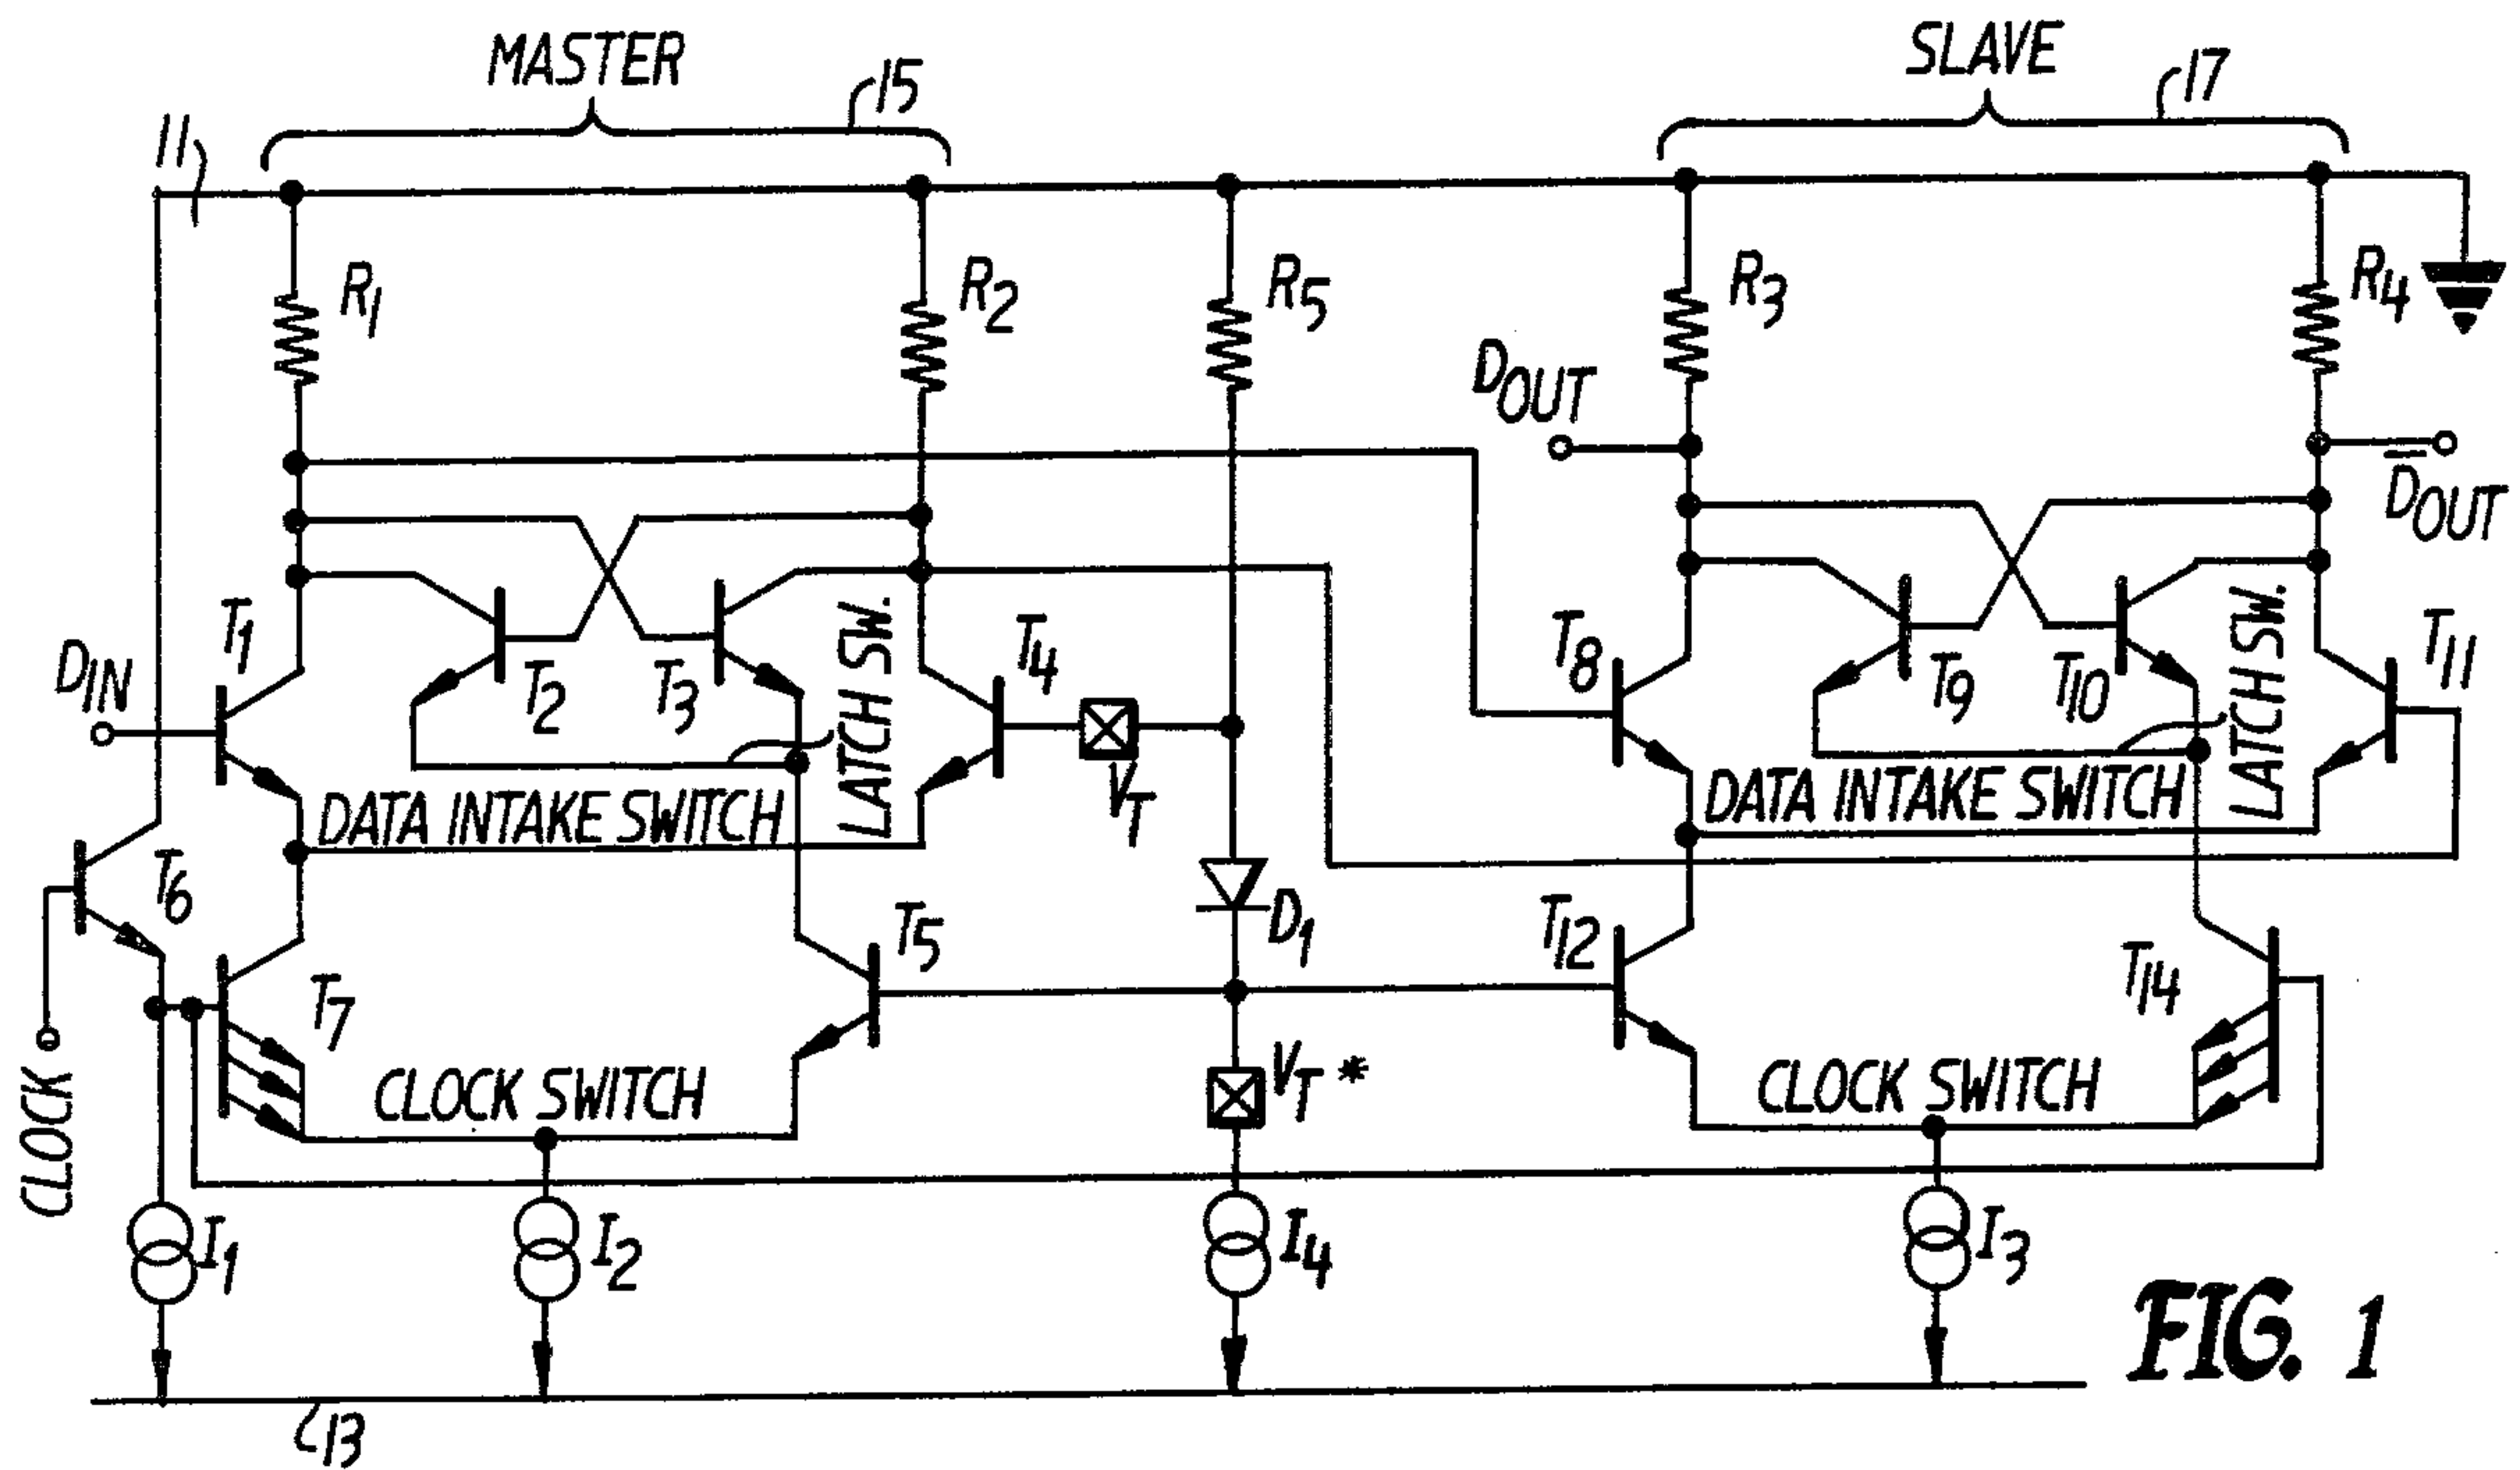 MASTER
15
SLAVE
17
11
R1
R2
R5
R3
R4
DOUT
D̅OUT
DIN
T1
T2
T3
LATCH SW.
T4
VT
T8
T9
T10
LATCH SW.
T11
DATA INTAKE SWITCH
DATA INTAKE SWITCH
T6
T7
T5
D1
T12
T14
CLOCK
CLOCK SWITCH
VT *
CLOCK SWITCH
I1
I2
I4
I3
13
FIG. 1